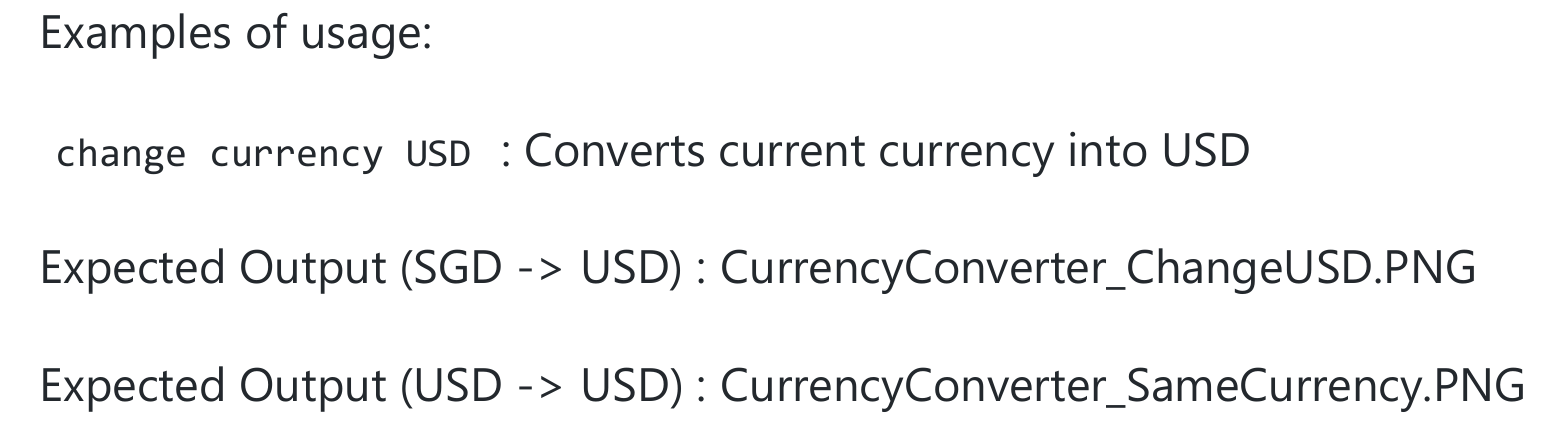 Examples of usage:
change currency USD : Converts current currency into USD
Expected Output (SGD -> USD) : CurrencyConverter_ChangeUSD.PNG
Expected Output (USD -> USD) : CurrencyConverter_SameCurrency.PNG